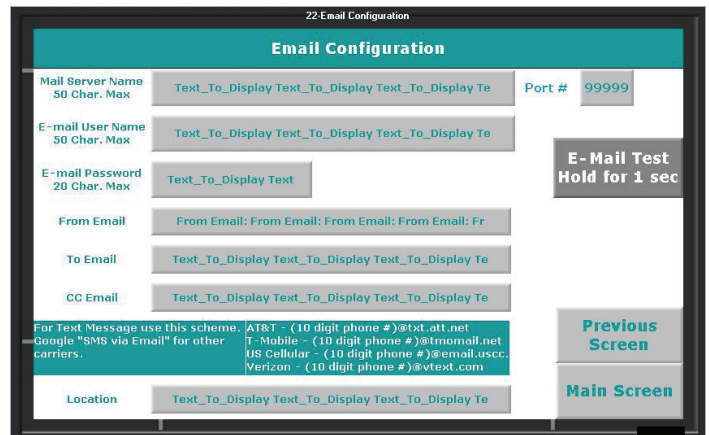 22-Email Configuration
Email Configuration
Mail Server Name
50 Char. Max
Text_To_Display Text_To_Display Text_To_Display Te
Port #
99999
E-mail User Name
50 Char. Max
Text_To_Display Text_To_Display Text_To_Display Te
E-Mail Test
Hold for 1 sec
E-mail Password
20 Char. Max
Text_To_Display Text
From Email
From Email: From Email: From Email: From Email: Fr
To Email
Text_To_Display Text_To_Display Text_To_Display Te
CC Email
Text_To_Display Text_To_Display Text_To_Display Te
For Text Message use this scheme.
Google "SMS via Email" for other
carriers.
AT&T - (10 digit phone #)@txt.att.net
T-Mobile - (10 digit phone #)@tmomail.net
US Cellular - (10 digit phone #)@email.uscc.
Verizon - (10 digit phone #)@vtext.com
Previous
Screen
Location
Text_To_Display Text_To_Display Text_To_Display Te
Main Screen